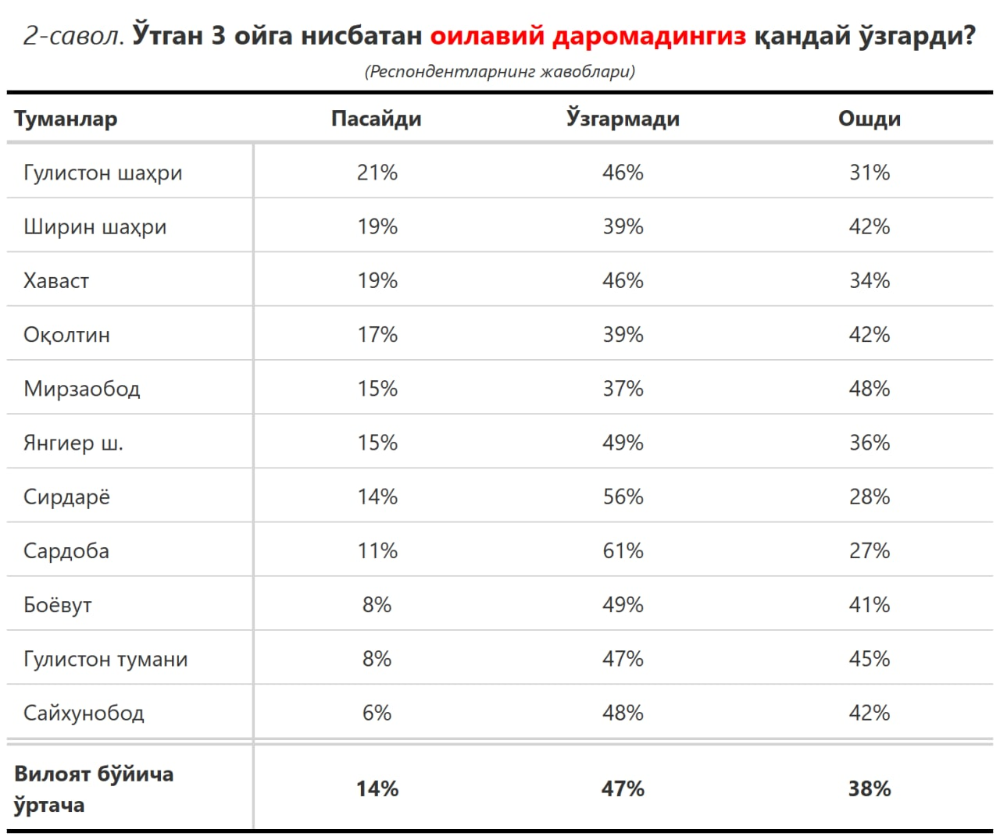 2-савол. Ўтган 3 ойга нисбатан оилавий даромадингиз қандай ўзгарди?
(Респондентларнинг жавоблари)
Туманлар Пасайди Ўзгармади Ошди
Гулистон шаҳри 21% 46% 31%
Ширин шаҳри 19% 39% 42%
Хаваст 19% 46% 34%
Оқолтин 17% 39% 42%
Мирзаобод 15% 37% 48%
Янгиер ш. 15% 49% 36%
Сирдарё 14% 56% 28%
Сардоба 11% 61% 27%
Боёвут 8% 49% 41%
Гулистон тумани 8% 47% 45%
Сайхунобод 6% 48% 42%
Вилоят бўйича
ўртача 14% 47% 38%